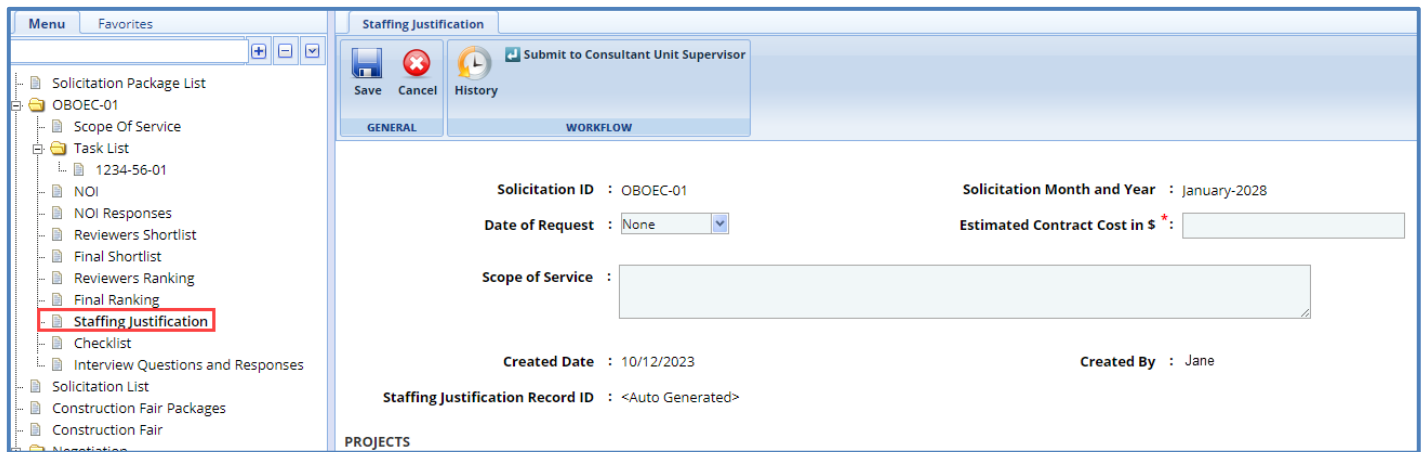 Menu Favorites
Solicitation Package List
OBOEC-01
Scope Of Service
Task List
1234-56-01
NOI
NOI Responses
Reviewers Shortlist
Final Shortlist
Reviewers Ranking
Final Ranking
Staffing Justification
Checklist
Interview Questions and Responses
Solicitation List
Construction Fair Packages
Construction Fair
Negotiation
Staffing Justification
Save Cancel History Submit to Consultant Unit Supervisor
GENERAL WORKFLOW
Solicitation ID : OBOEC-01 Solicitation Month and Year : January-2028
Date of Request : None Estimated Contract Cost in $ *:
Scope of Service :
Created Date : 10/12/2023 Created By : Jane
Staffing Justification Record ID : <Auto Generated>
PROJECTS